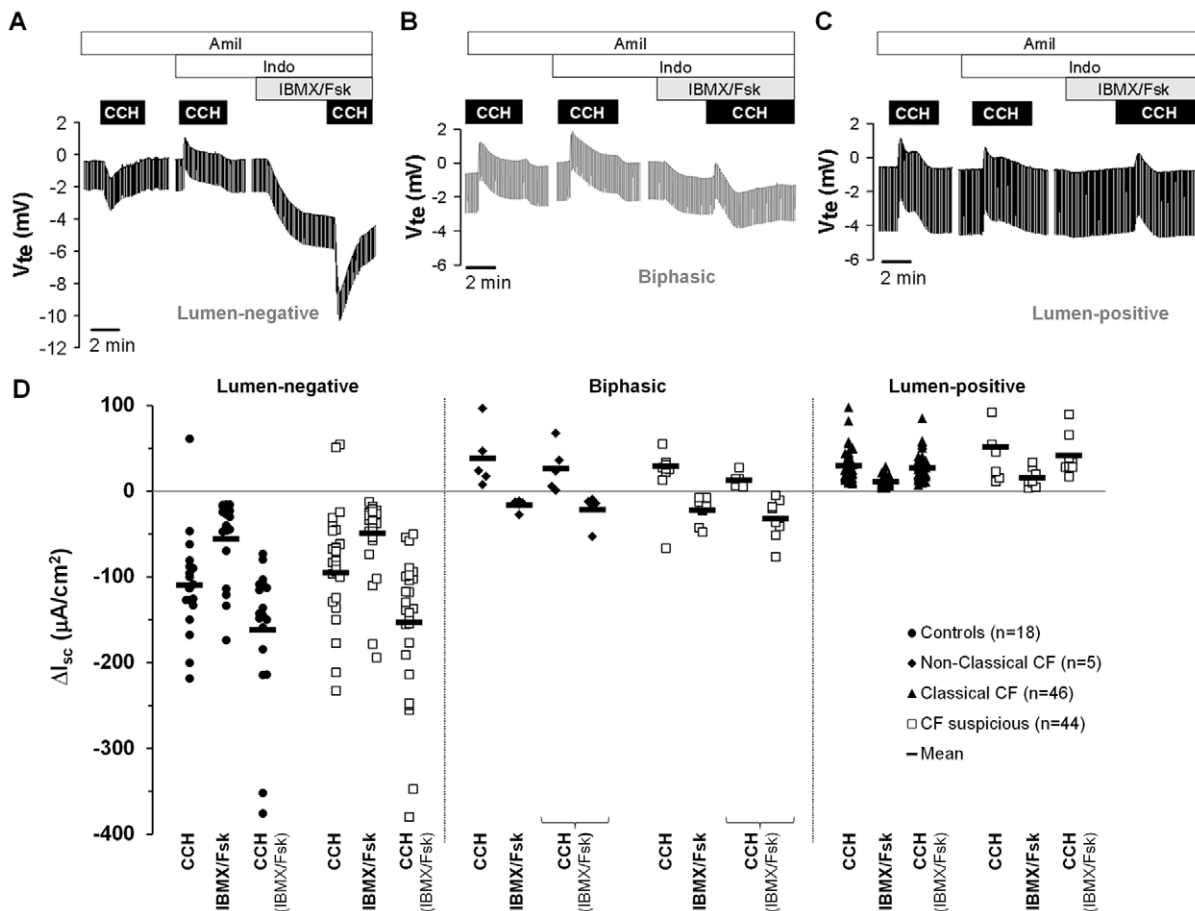 A
Amil
Indo
IBMX/Fsk
CCH
CCH
CCH
2
0
-2
-4
-6
-8
-10
-12
Vte (mV)
2 min
Lumen-negative
B
Amil
Indo
IBMX/Fsk
CCH
CCH
CCH
4
2
0
-2
-4
-6
Vte (mV)
2 min
Biphasic
C
Amil
Indo
IBMX/Fsk
CCH
CCH
CCH
4
2
0
-2
-4
-6
Vte (mV)
2 min
Lumen-positive
D
Lumen-negative
Biphasic
Lumen-positive
100
0
-100
-200
-300
-400
ΔIsc (µA/cm2)
Controls (n=18)
Non-Classical CF (n=5)
Classical CF (n=46)
CF suspicious (n=44)
Mean
CCH
IBMX/Fsk
CCH
(IBMX/Fsk)
CCH
IBMX/Fsk
CCH
(IBMX/Fsk)
CCH
IBMX/Fsk
CCH
(IBMX/Fsk)
CCH
IBMX/Fsk
CCH
(IBMX/Fsk)
CCH
IBMX/Fsk
CCH
(IBMX/Fsk)
CCH
IBMX/Fsk
CCH
(IBMX/Fsk)